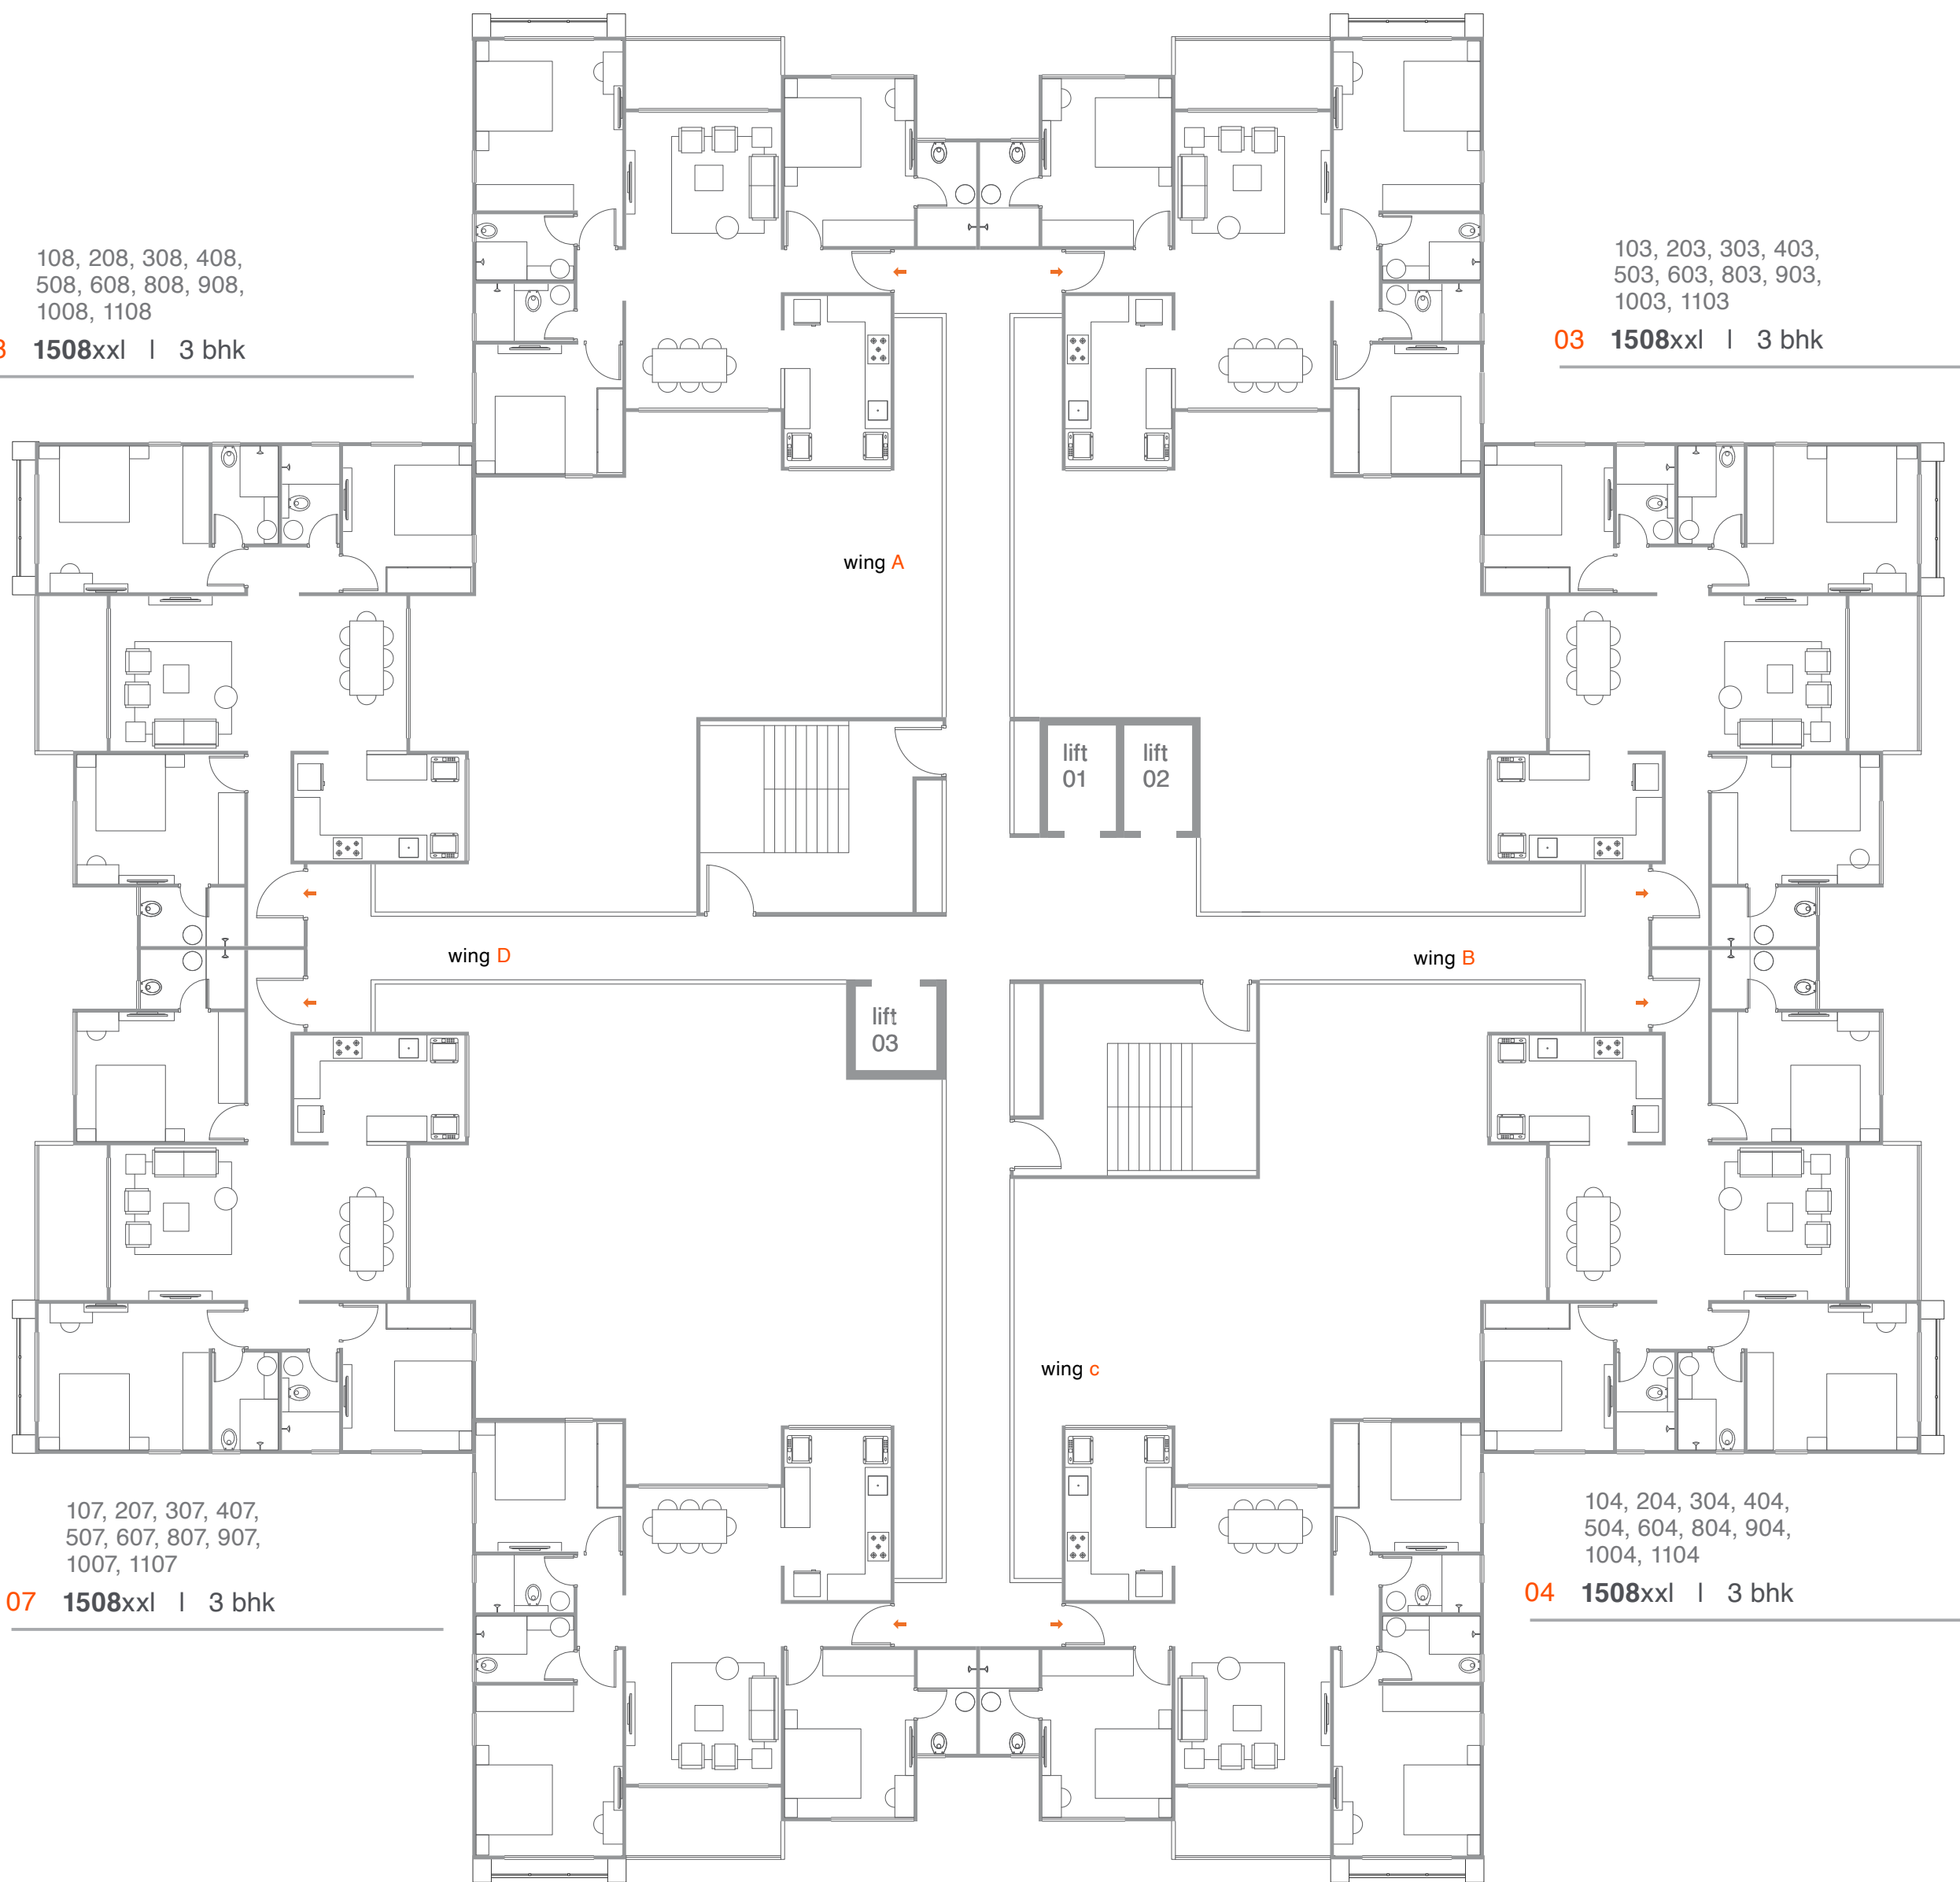 108, 208, 308, 408,
508, 608, 808, 908,
1008, 1108
1508xxl | 3 bhk
103, 203, 303, 403,
503, 603, 803, 903,
1003, 1103
03 1508xxl | 3 bhk
wing A
lift
01
lift
02
wing D
wing B
lift
03
wing c
107, 207, 307, 407,
507, 607, 807, 907,
1007, 1107
07 1508xxl | 3 bhk
104, 204, 304, 404,
504, 604, 804, 904,
1004, 1104
04 1508xxl | 3 bhk